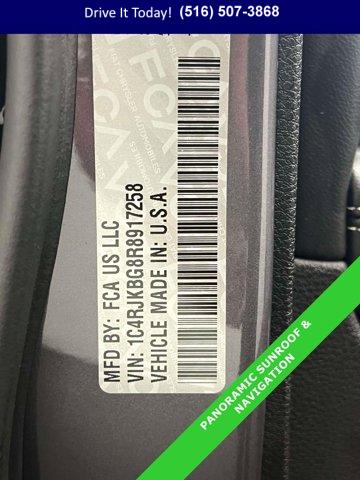 Drive It Today! (516) 507-3868
MFD BY: FCA US LLC
VIN: 1C4RJKBG8R8917258
VEHICLE MADE IN: U.S.A.
PANORAMIC SUNROOF &
NAVIGATION